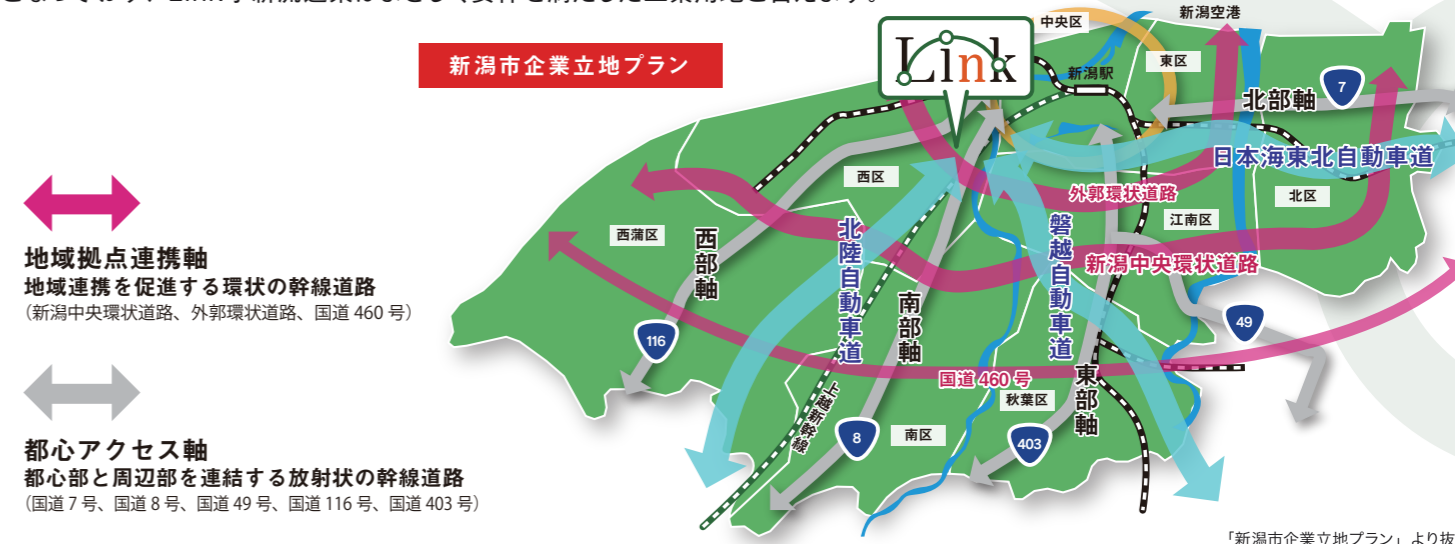 新潟市企業立地プラン
Link
中央区
新潟空港
新潟駅
東区
北部軸
7
日本海東北自動車道
西区
外郭環状道路
北区
江南区
西蒲区
西部軸
北陸自動車道
磐越自動車道
新潟中央環状道路
南部軸
49
116
国道460号
東部軸
上越新幹線
秋葉区
8
南区
403
地域拠点連携軸
地域連携を促進する環状の幹線道路
(新潟中央環状道路、外郭環状道路、国道460号)
都心アクセス軸
都心部と周辺部を連結する放射状の幹線道路
(国道7号、国道8号、国道49号、国道116号、国道403号)
「新潟市企業立地プラン」より抜